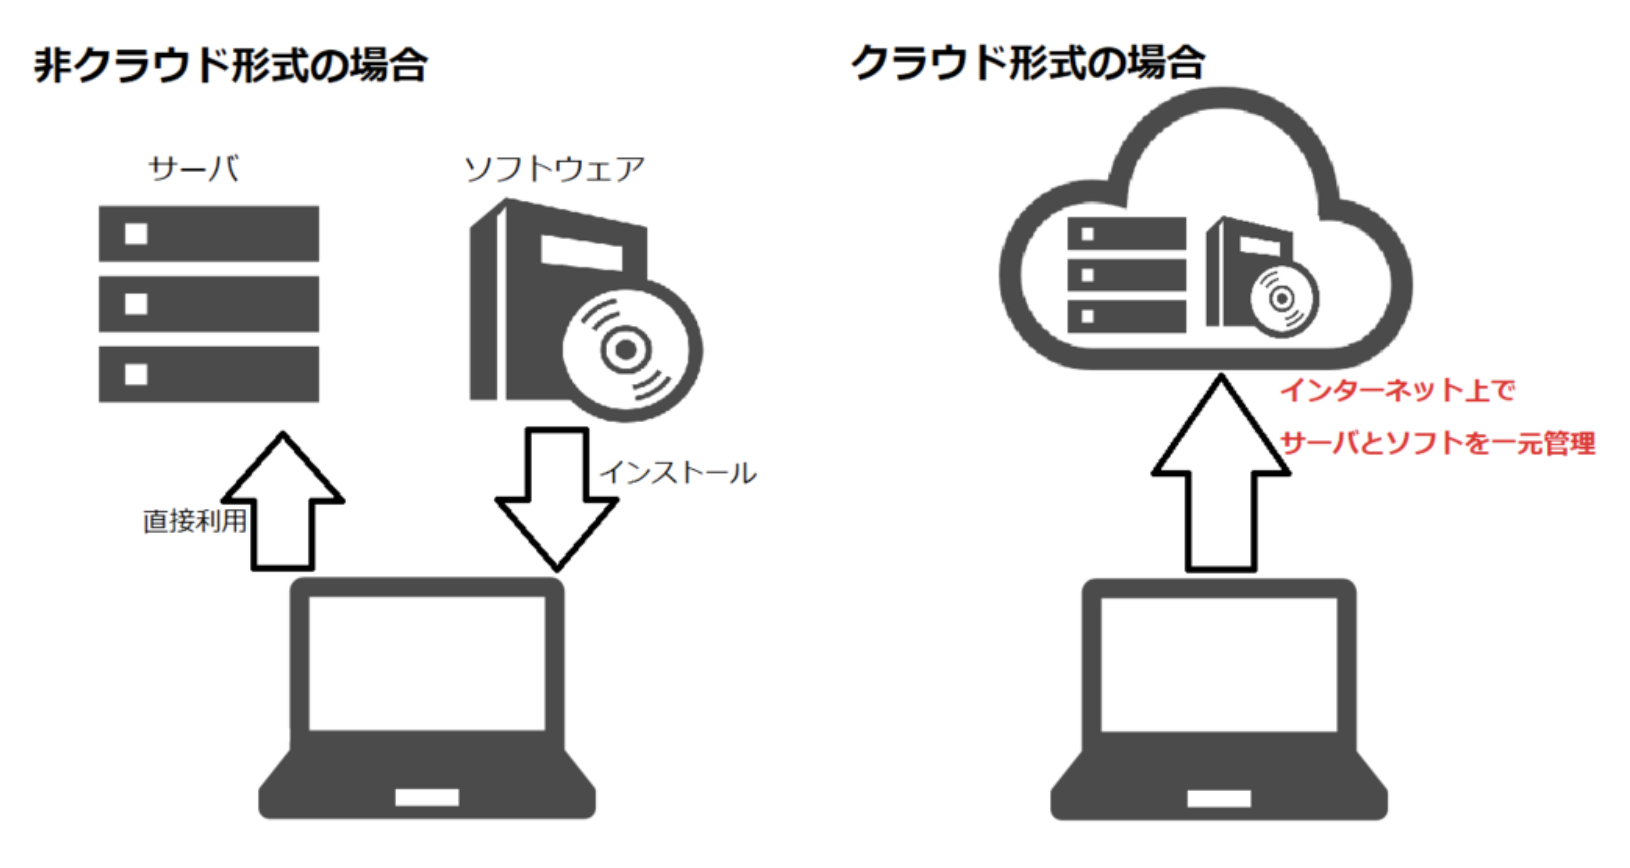 非クラウド形式の場合
サーバ
ソフトウェア
直接利用
インストール
クラウド形式の場合
インターネット上で
サーバとソフトを一元管理